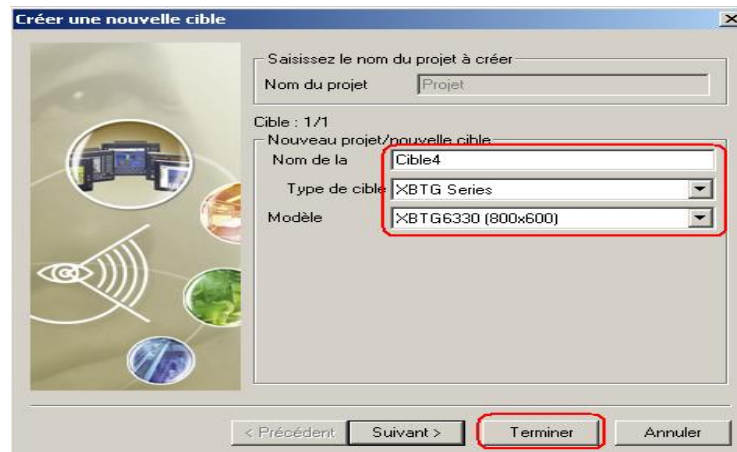 Créer une nouvelle cible
Saisissez le nom du projet à créer
Nom du projet Projet
Cible : 1/1
Nouveau projet/nouvelle cible
Nom de la Cible4
Type de cible XBTG Series
Modèle XBTG6330 (800x600)
< Précédent Suivant > Terminer Annuler